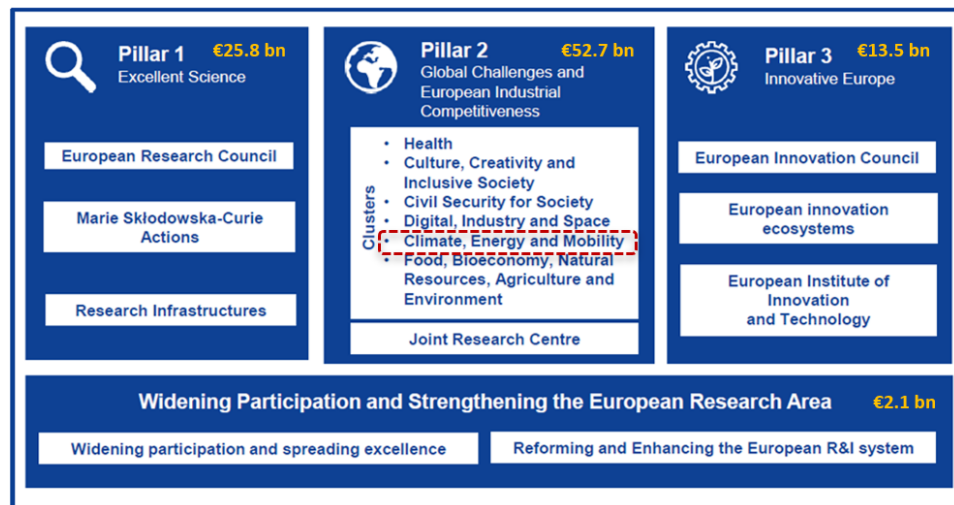 Pillar 1 €25.8 bn
Excellent Science
European Research Council
Marie Skłodowska-Curie
Actions
Research Infrastructures
Pillar 2 €52.7 bn
Global Challenges and
European Industrial
Competitiveness
Clusters
• Health
• Culture, Creativity and
Inclusive Society
• Civil Security for Society
• Digital, Industry and Space
• Climate, Energy and Mobility
• Food, Bioeconomy, Natural
Resources, Agriculture and
Environment
Joint Research Centre
Pillar 3 €13.5 bn
Innovative Europe
European Innovation Council
European innovation
ecosystems
European Institute of
Innovation
and Technology
Widening Participation and Strengthening the European Research Area €2.1 bn
Widening participation and spreading excellence
Reforming and Enhancing the European R&I system